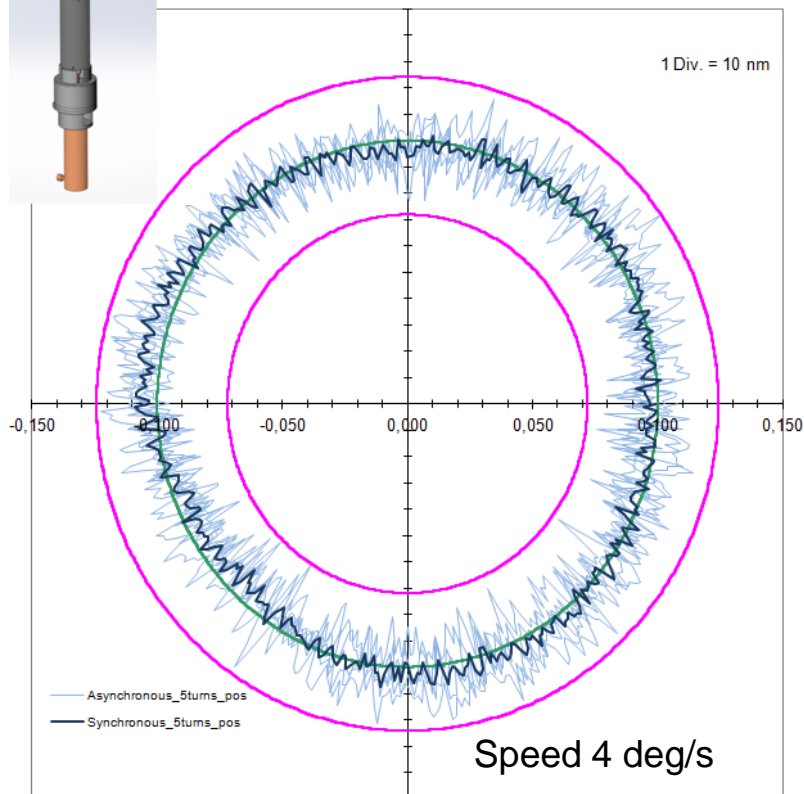 1 Div. = 10 nm
-0,150
-0,100
-0,050
0,000
0,050
0,100
0,150
Asynchronous_5turns_pos
Synchronous_5turns_pos
Speed 4 deg/s